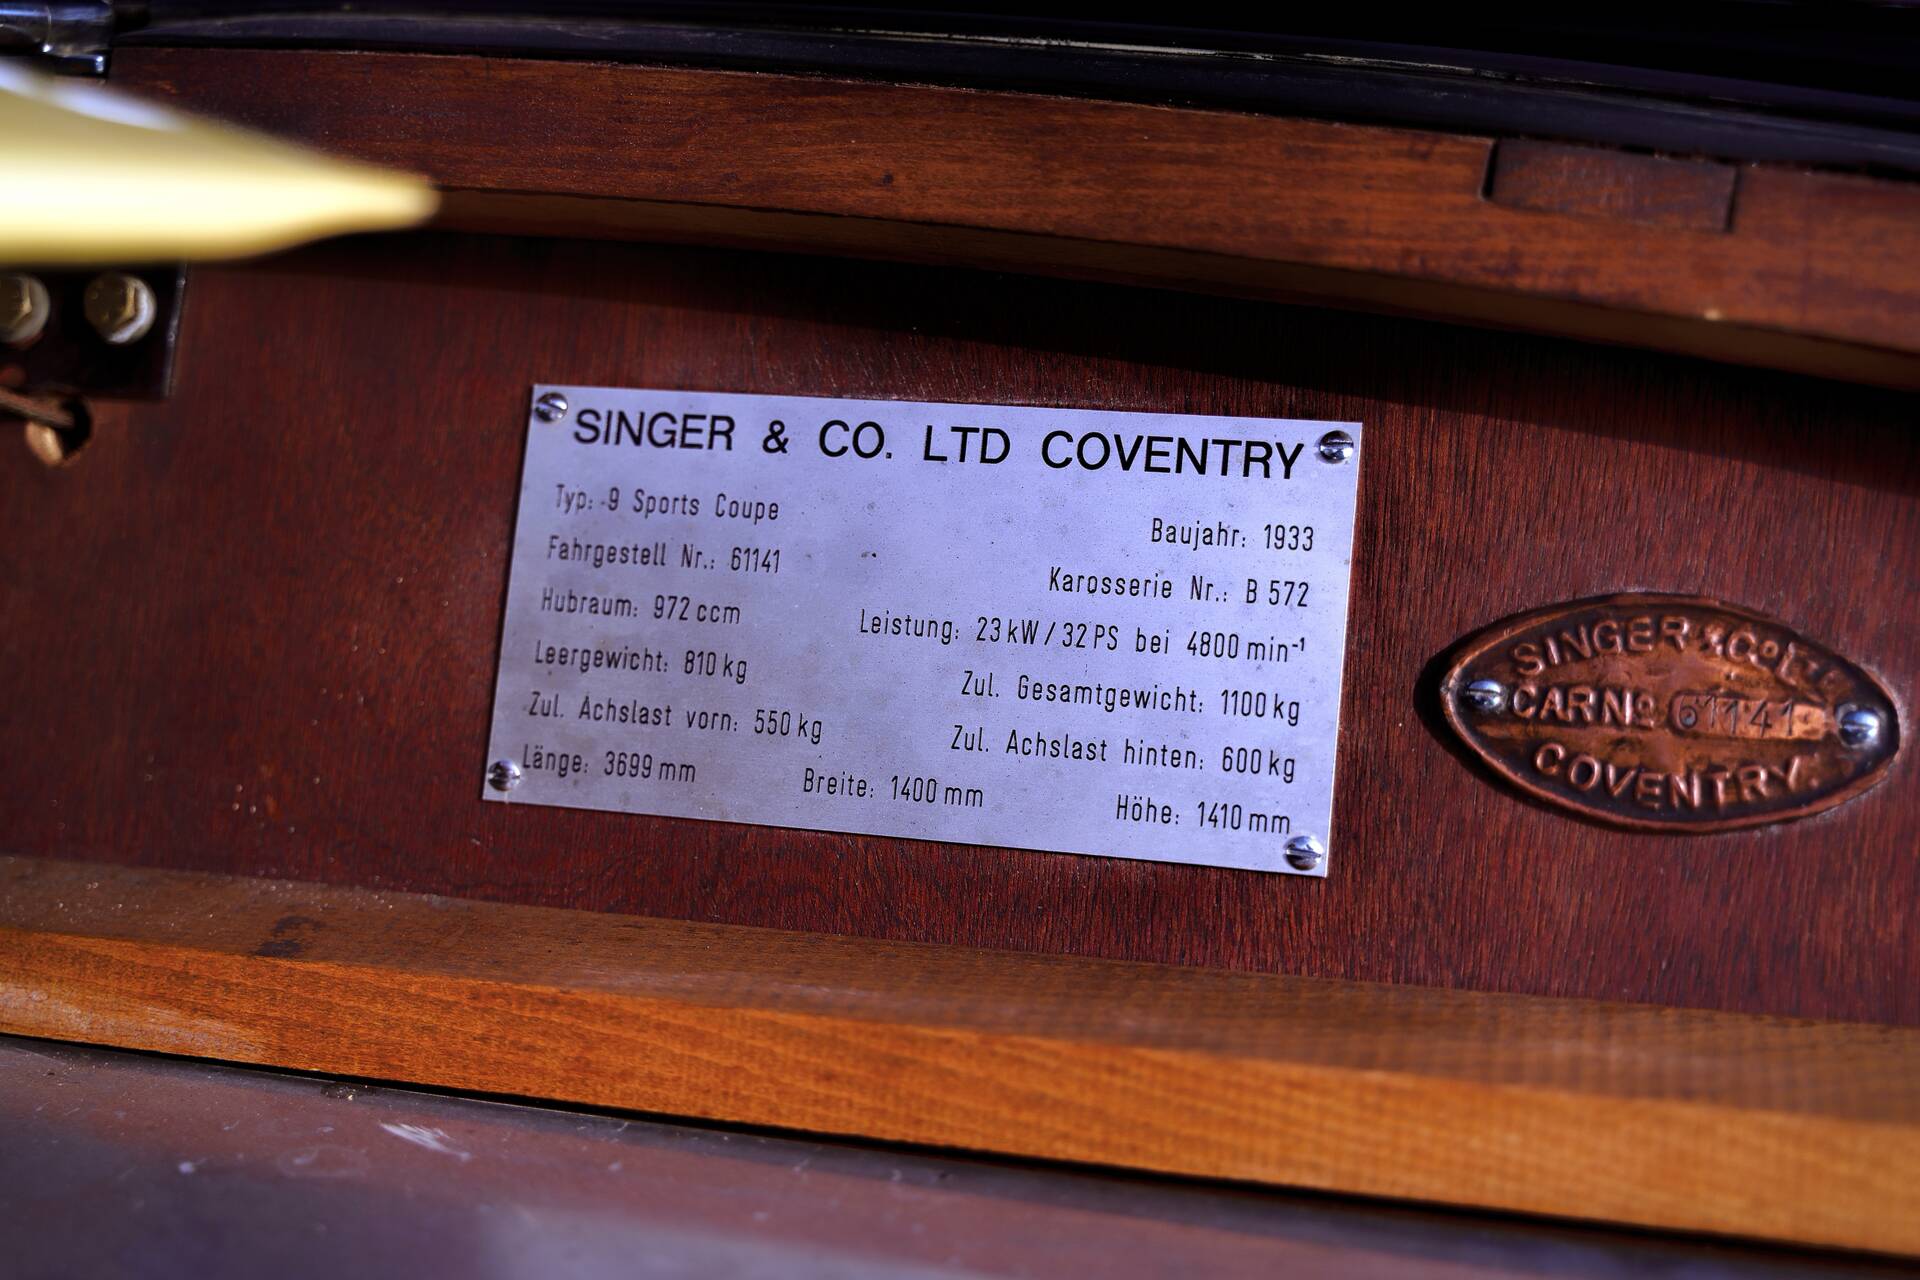 SINGER & CO. LTD COVENTRY
Typ: 9 Sports Coupe
Baujahr: 1933
Fahrgestell Nr.: 61141
Karosserie Nr.: B 572
Hubraum: 972 ccm
Leistung: 23 kW / 32 PS bei 4800 min⁻¹
Leergewicht: 810 kg
Zul. Gesamtgewicht: 1100 kg
Zul. Achslast vorn: 550 kg
Zul. Achslast hinten: 600 kg
Länge: 3699 mm
Breite: 1400 mm
Höhe: 1410 mm
SINGER & Co
CAR No 61141
COVENTRY.